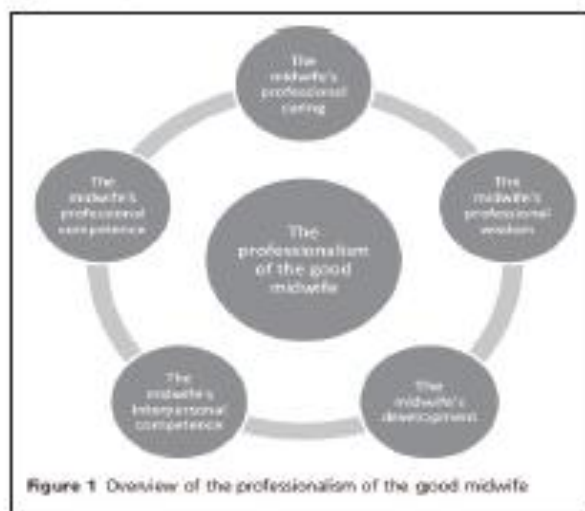 The
midwife's
professional
caring
The
midwife's
professional
wisdom
The
midwife's
development
The
midwife's
Interpersonal
competence
The
midwife's
professional
competence
The
professionalism
of the good
midwife
Figure 1 Overview of the professionalism of the good midwife